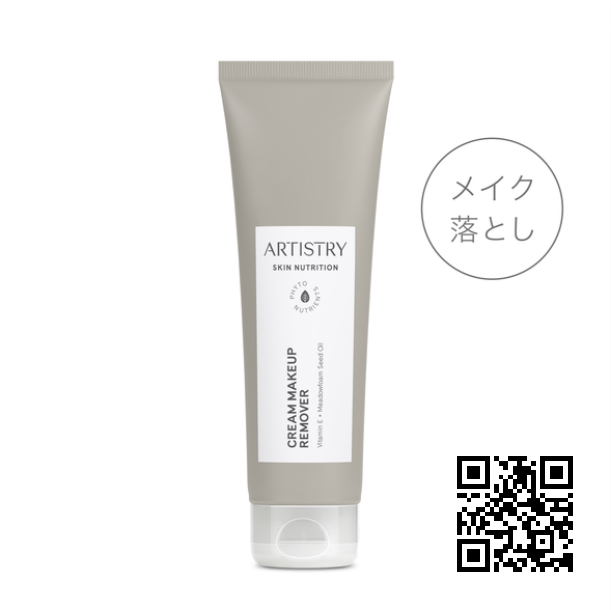 ARTISTRY
SKIN NUTRITION
PHYTO
NUTRIENTS
CREAM MAKEUP
REMOVER
Vitamin E • Meadowfoam Seed Oil
メイク
落とし